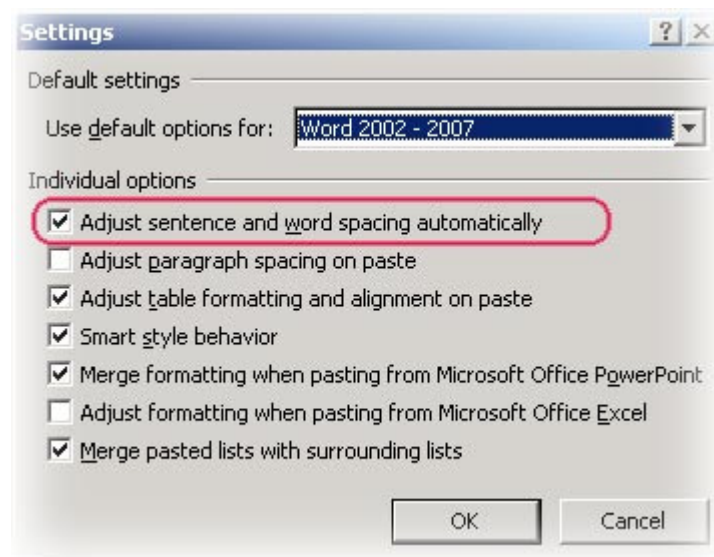 Settings
Default settings
Use default options for: Word 2002 - 2007
Individual options
Adjust sentence and word spacing automatically
Adjust paragraph spacing on paste
Adjust table formatting and alignment on paste
Smart style behavior
Merge formatting when pasting from Microsoft Office PowerPoint
Adjust formatting when pasting from Microsoft Office Excel
Merge pasted lists with surrounding lists
OK Cancel